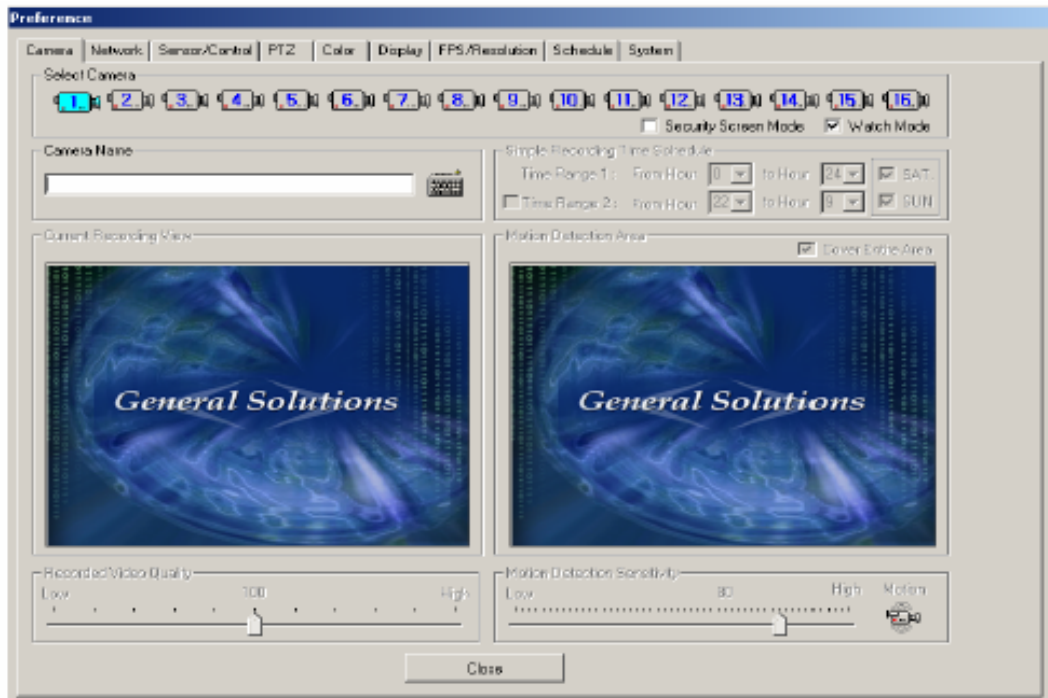 Preference
Camera Network Sensor/Control PTZ Color Display FPS/Resolution Schedule System
Select Camera
1 2 3 4 5 6 7 8 9 10 11 12 13 14 15 16
Security Screen Mode Watch Mode
Camera Name
Simple Recording Time Schedule
Time Range 1 : From Hour 0 to Hour 24 SAT.
Time Range 2 : From Hour 22 to Hour 9 SUN
Current Recording View
Motion Detection Area
Cover Entire Area
General Solutions
General Solutions
Recorded Video Quality
Low 100 High
Motion Detection Sensitivity
80 High Motion
Low
Close